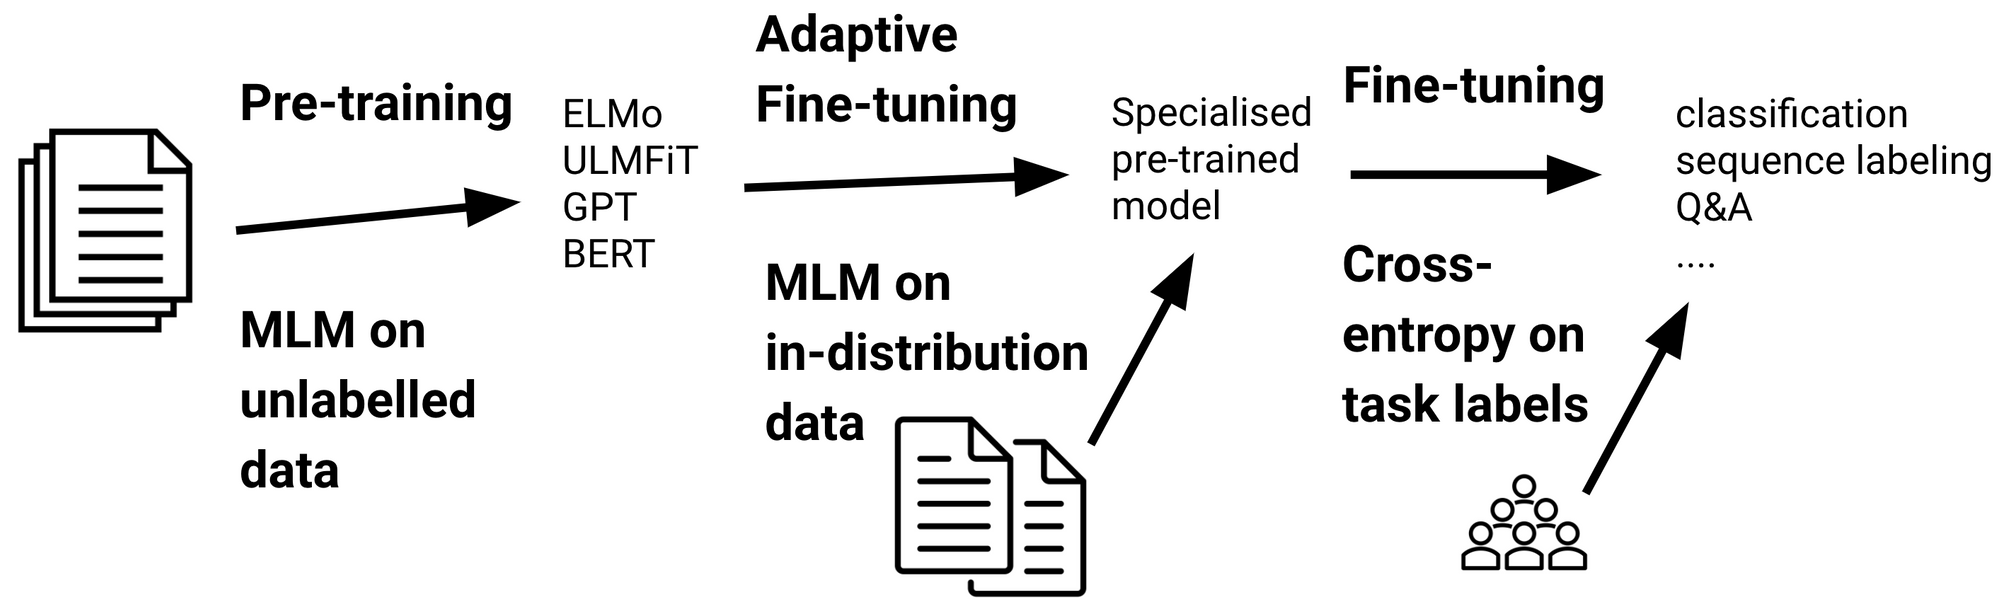 Pre-training
MLM on
unlabelled
data
ELMo
ULMFiT
GPT
BERT
Adaptive
Fine-tuning
MLM on
in-distribution
data
Specialised
pre-trained
model
Fine-tuning
Cross-
entropy on
task labels
classification
sequence labeling
Q&A
....